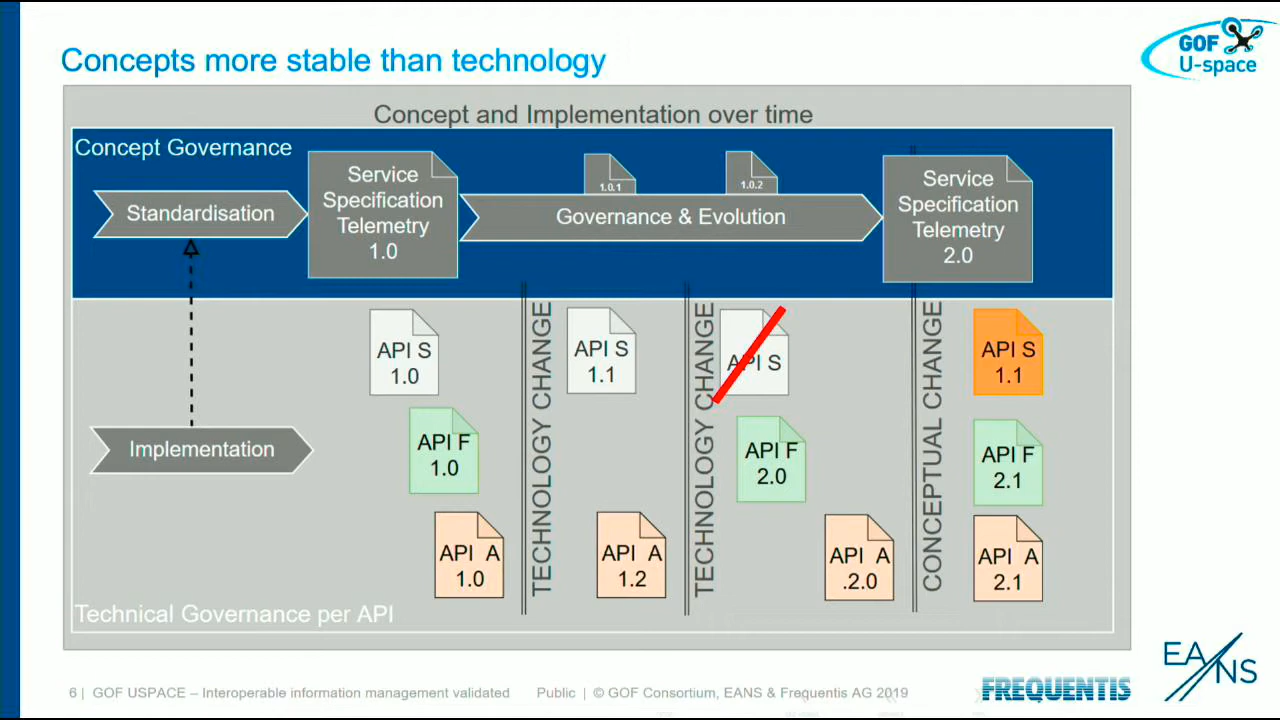 Concepts more stable than technology
GOF
U-space
Concept and Implementation over time
Concept Governance
Standardisation
Service
Specification
Telemetry
1.0
1.0.1
1.0.2
Governance & Evolution
Service
Specification
Telemetry
2.0
API S
1.0
TECHNOLOGY CHANGE
API S
1.1
TECHNOLOGY CHANGE
API S
CONCEPTUAL CHANGE
API S
1.1
Implementation
API F
1.0
API F
2.0
API F
2.1
API A
1.0
API A
1.2
API A
.2.0
API A
2.1
Technical Governance per API
6 | GOF USPACE – Interoperable information management validated Public | © GOF Consortium, EANS & Frequentis AG 2019
FREQUENTIS
EANS